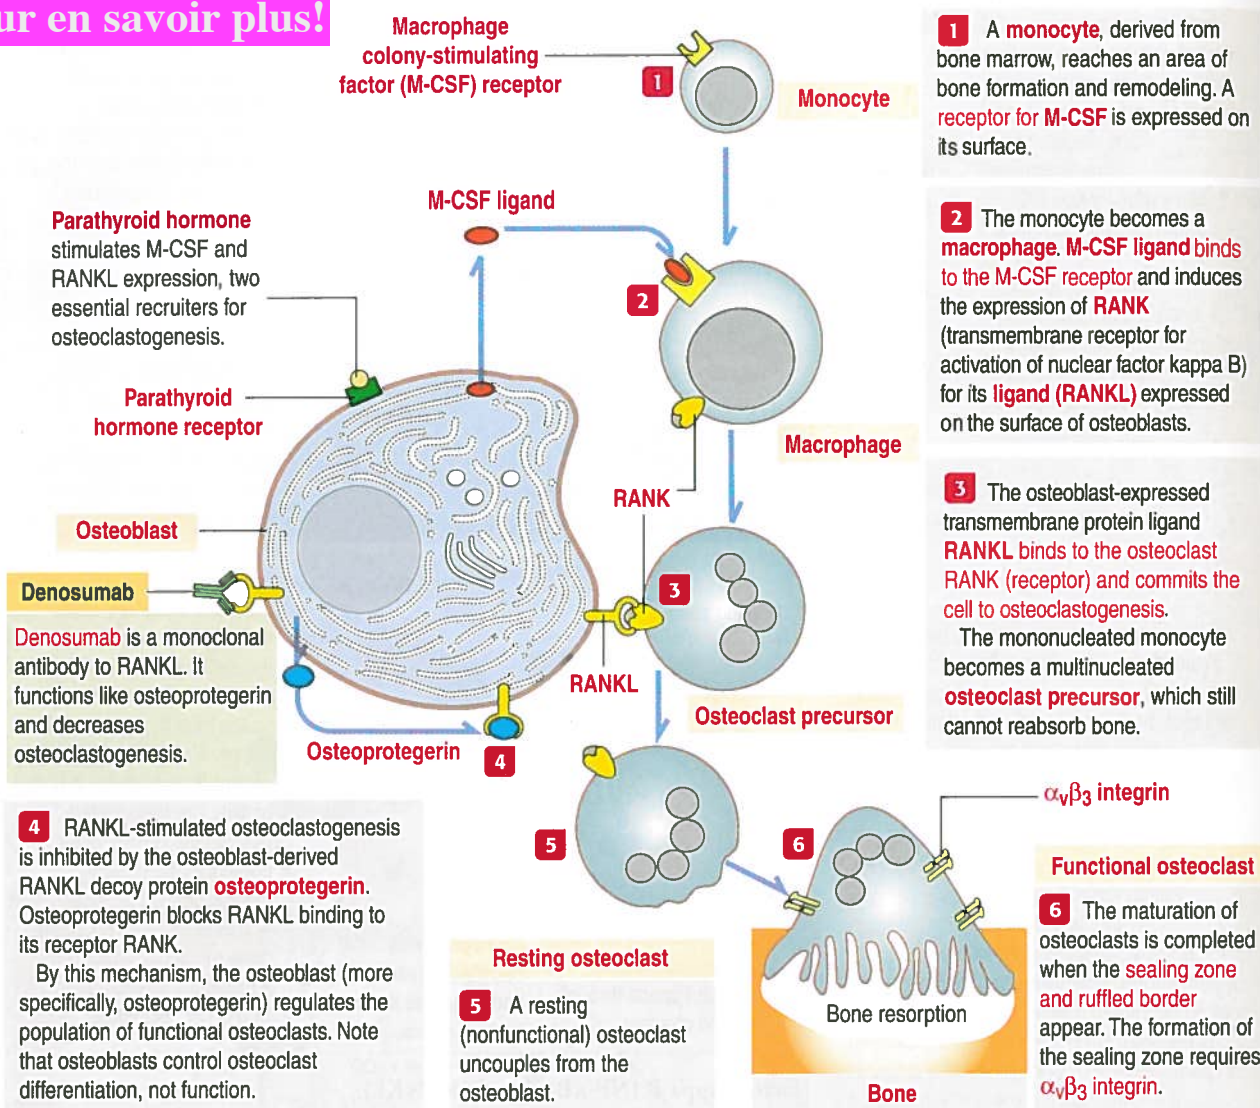 ur en savoir plus!
Macrophage
colony-stimulating
factor (M-CSF) receptor
1
Monocyte
1 A monocyte, derived from
bone marrow, reaches an area of
bone formation and remodeling. A
receptor for M-CSF is expressed on
its surface.
M-CSF ligand
Parathyroid hormone
stimulates M-CSF and
RANKL expression, two
essential recruiters for
osteoclastogenesis.
2
2 The monocyte becomes a
macrophage. M-CSF ligand binds
to the M-CSF receptor and induces
the expression of RANK
(transmembrane receptor for
activation of nuclear factor kappa B)
for its ligand (RANKL) expressed
on the surface of osteoblasts.
Parathyroid
hormone receptor
Macrophage
RANK
3 The osteoblast-expressed
transmembrane protein ligand
RANKL binds to the osteoclast
RANK (receptor) and commits the
cell to osteoclastogenesis.
The mononucleated monocyte
becomes a multinucleated
osteoclast precursor, which still
cannot reabsorb bone.
Osteoblast
Denosumab
Denosumab is a monoclonal
antibody to RANKL. It
functions like osteoprotegerin
and decreases
osteoclastogenesis.
3
RANKL
Osteoclast precursor
Osteoprotegerin
4
4 RANKL-stimulated osteoclastogenesis
is inhibited by the osteoblast-derived
RANKL decoy protein osteoprotegerin.
Osteoprotegerin blocks RANKL binding to
its receptor RANK.
By this mechanism, the osteoblast (more
specifically, osteoprotegerin) regulates the
population of functional osteoclasts. Note
that osteoblasts control osteoclast
differentiation, not function.
5
Resting osteoclast
5 A resting
(nonfunctional) osteoclast
uncouples from the
osteoblast.
6
αvβ3 integrin
Functional osteoclast
6 The maturation of
osteoclasts is completed
when the sealing zone
and ruffled border
appear. The formation of
the sealing zone requires
αvβ3 integrin.
Bone resorption
Bone